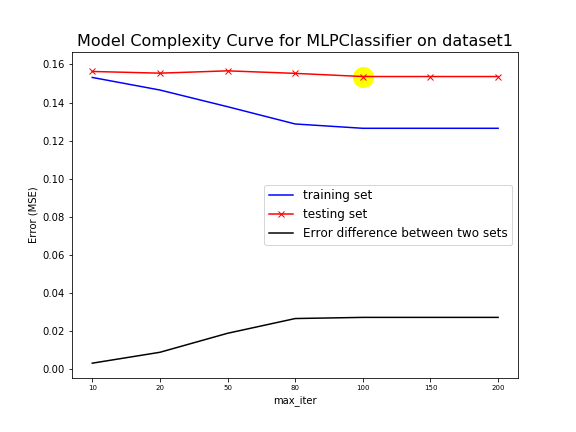 Model Complexity Curve for MLPClassifier on dataset1
0.16
0.14
0.12
0.10
0.08
0.06
0.04
0.02
0.00
Error (MSE)
training set
testing set
Error difference between two sets
10 20 50 80 100 150 200
max_iter